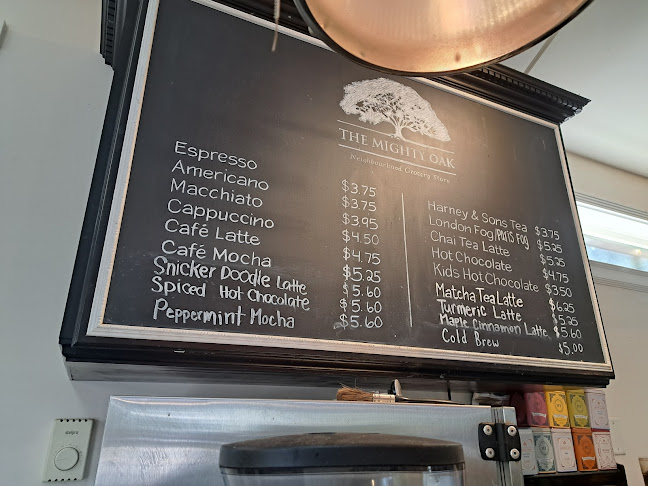 THE MIGHTY OAK
Neighbourhood Grocery Store
Espresso $3.75
Americano $3.75
Macchiato $3.95
Cappuccino $4.50
Café Latte $4.75
Café Mocha $5.25
Snicker Doodle Latte $5.60
Spiced Hot Chocolate $5.60
Peppermint Mocha $5.60
Harney & Sons Tea $3.75
London Fog/Paris Fog $5.25
Chai Tea Latte $5.25
Hot Chocolate $4.75
Kids Hot Chocolate $3.50
Matcha Tea Latte $6.25
Turmeric Latte $5.25
Maple Cinnamon Latte $5.60
Cold Brew $5.00